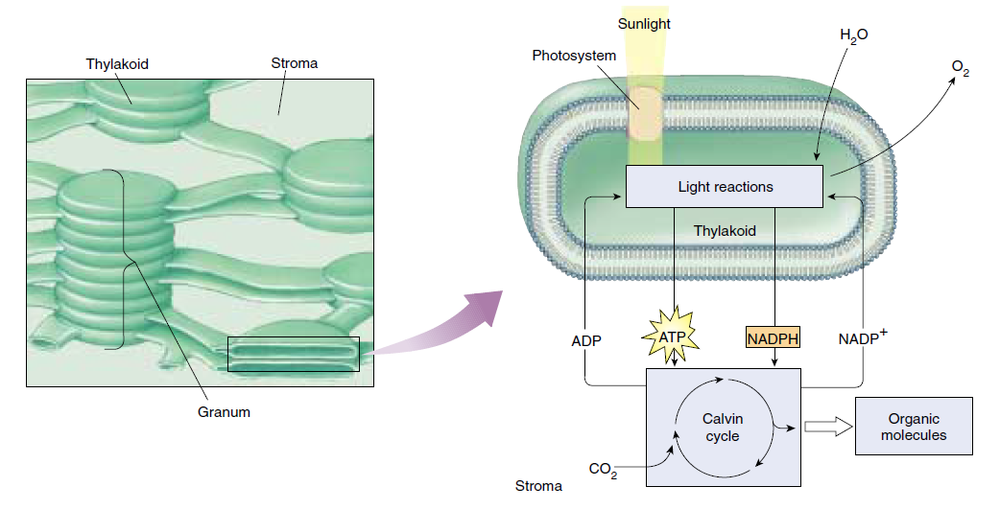 Thylakoid
Stroma
Granum
Sunlight
Photosystem
H₂O
O₂
Light reactions
Thylakoid
ADP
ATP
NADPH
NADP⁺
Calvin
cycle
Organic
molecules
CO₂
Stroma